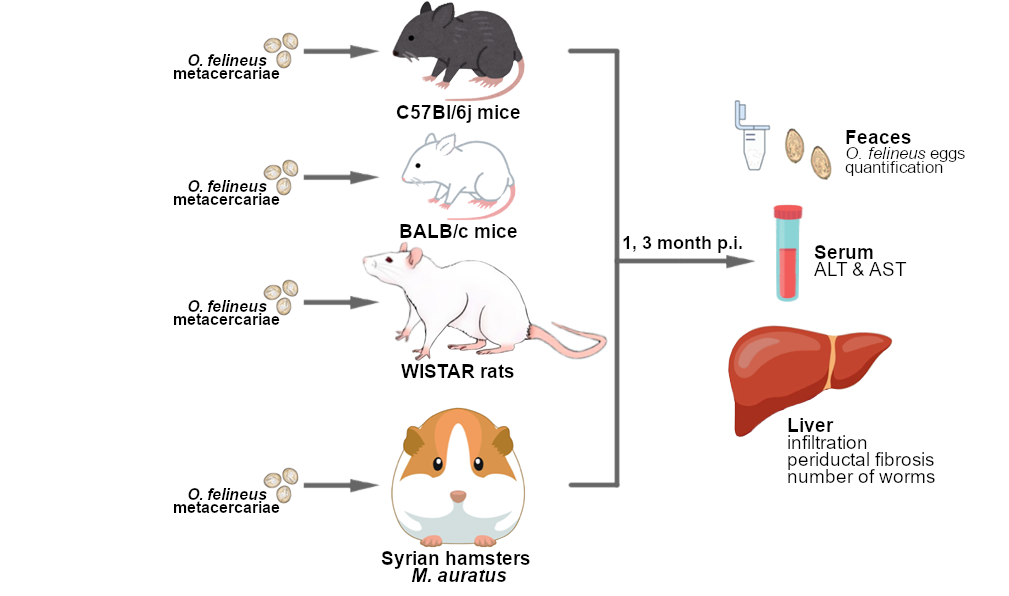 O. felineus
metacercariae
C57Bl/6j mice
O. felineus
metacercariae
BALB/c mice
O. felineus
metacercariae
WISTAR rats
O. felineus
metacercariae
Syrian hamsters
M. auratus
1, 3 month p.i.
Feaces
O. felineus eggs
quantification
Serum
ALT & AST
Liver
infiltration
periductal fibrosis
number of worms